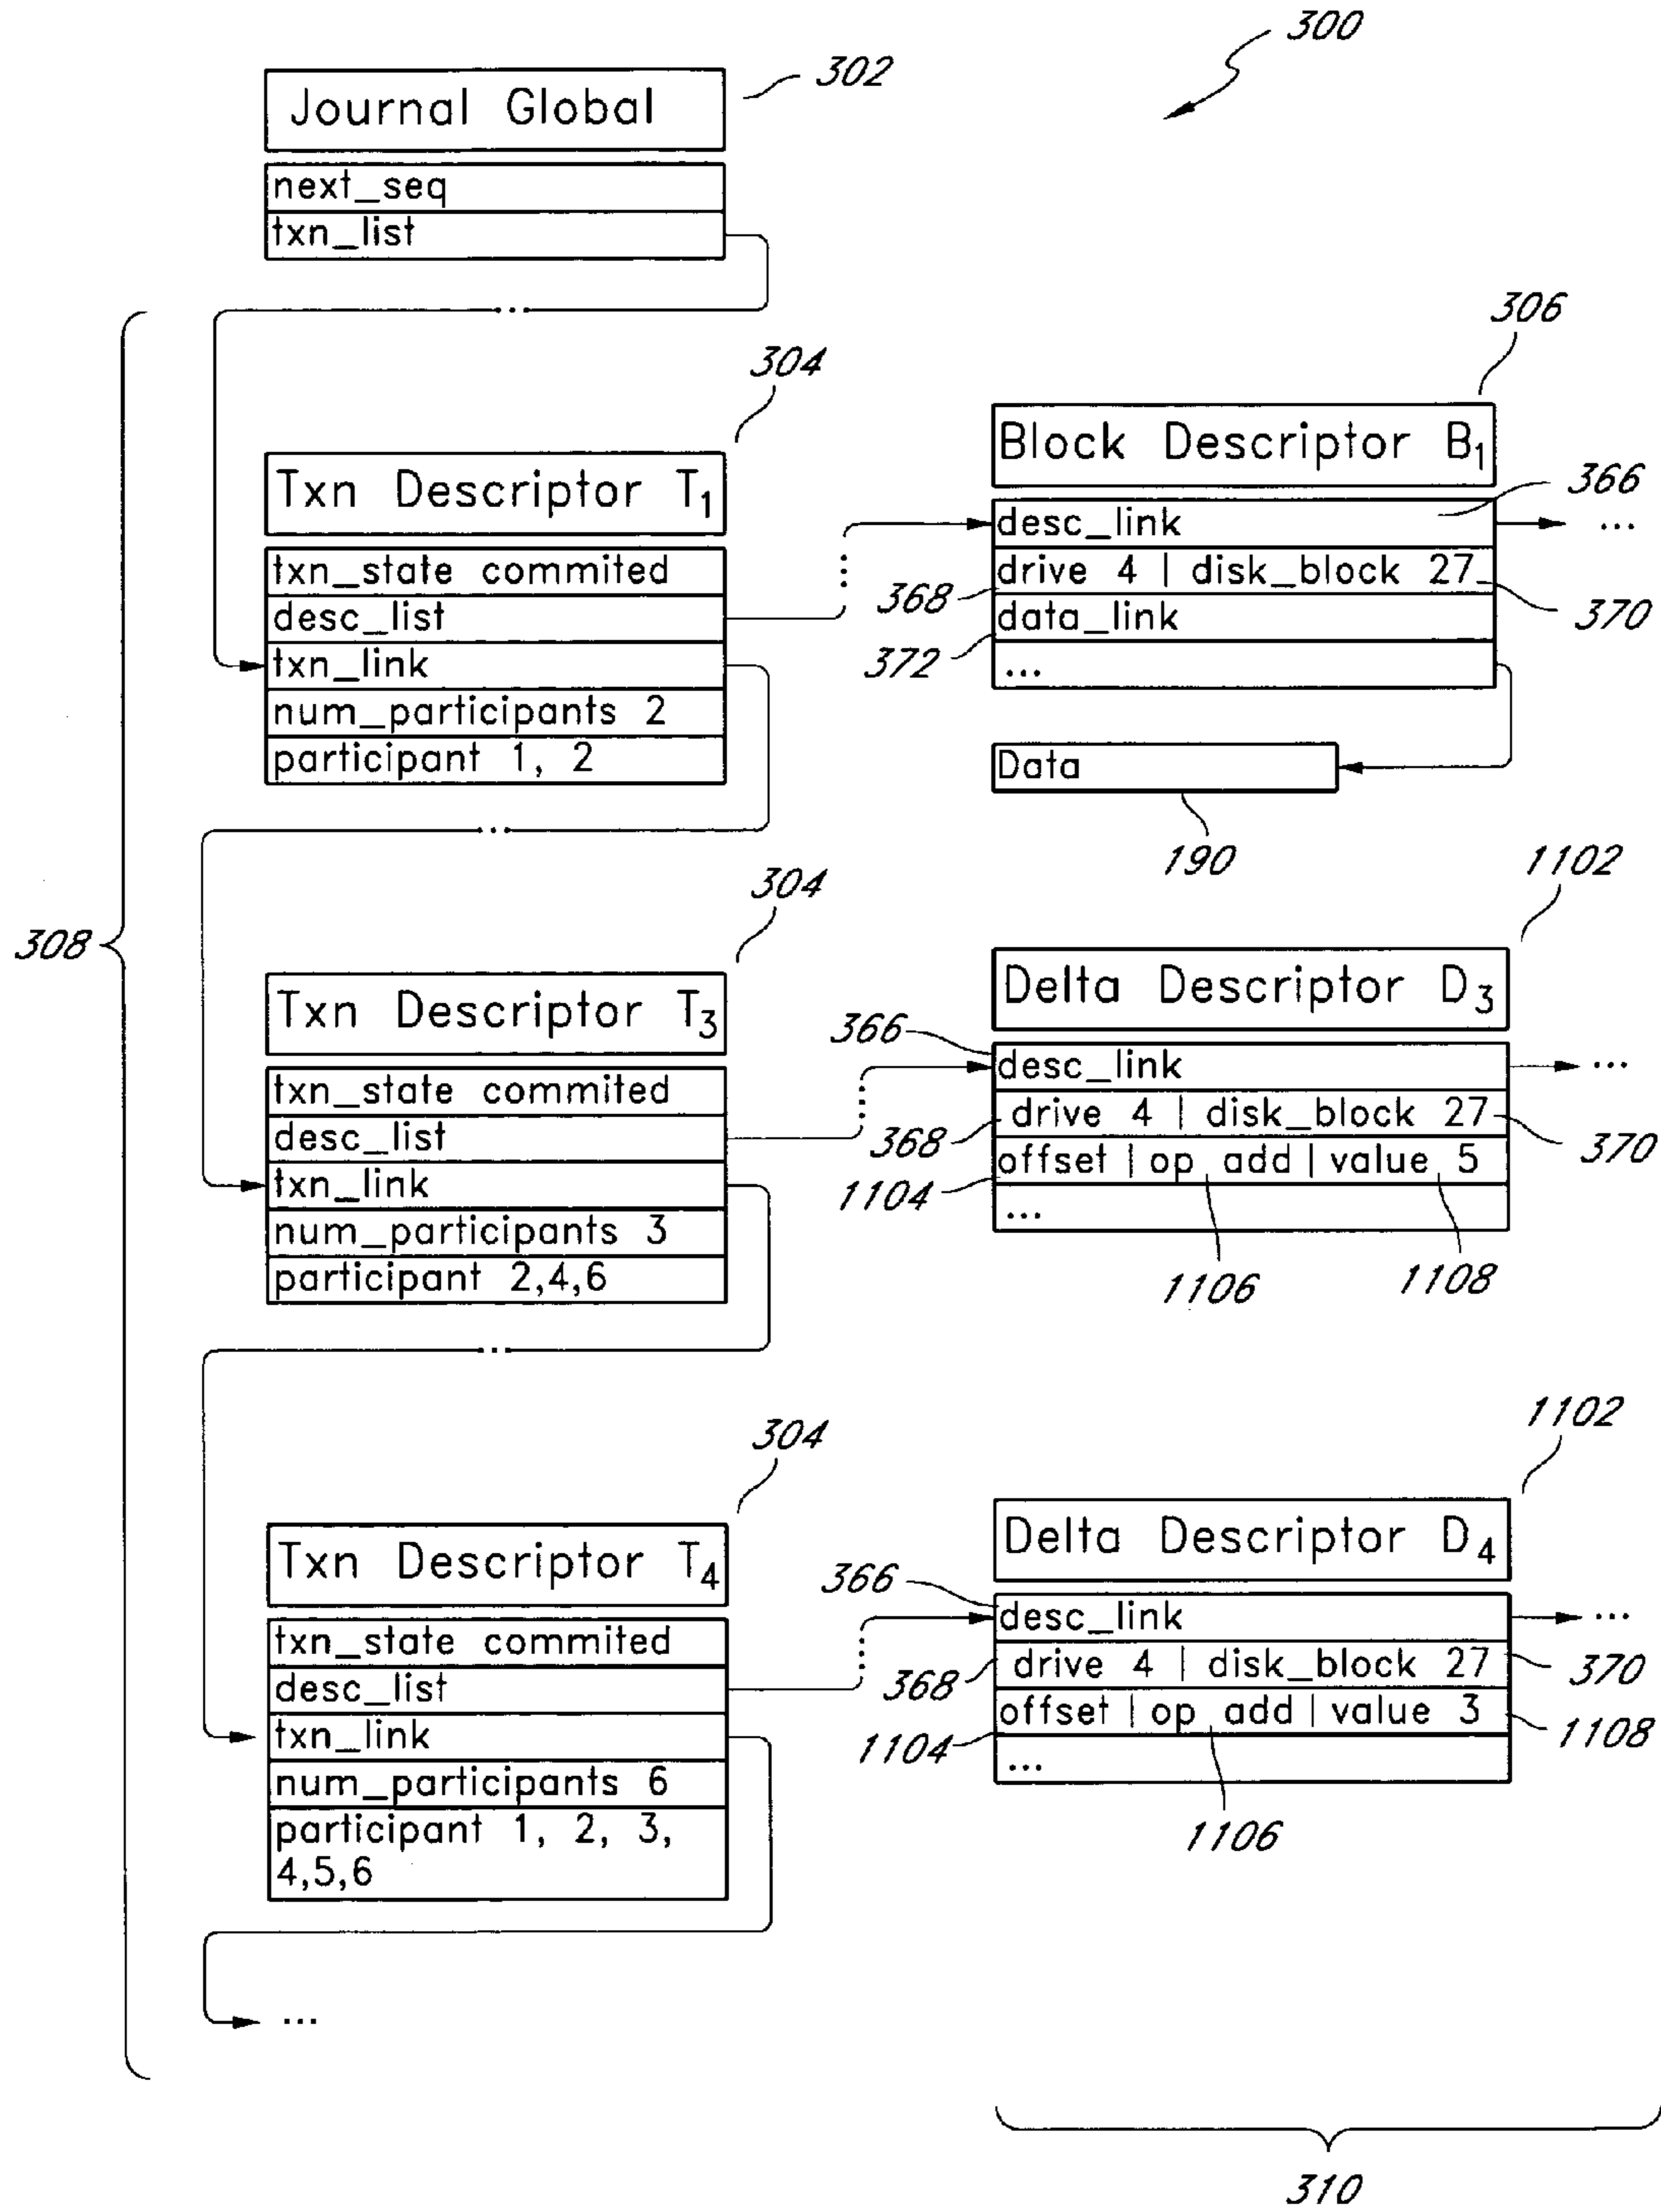 300
302
Journal Global
next_seq
txn_list
...
306
304
Block Descriptor B1
366
Txn Descriptor T1
desc_link
...
txn_state commited
drive 4 | disk_block 27
368
370
desc_list
data_link
txn_link
372
...
num_participants 2
participant 1, 2
Data
...
190
1102
304
308
Delta Descriptor D3
Txn Descriptor T3
366
desc_link
...
txn_state commited
drive 4 | disk_block 27
368
370
desc_list
offset | op add | value 5
txn_link
1104
...
num_participants 3
participant 2,4,6
1106
1108
...
1102
304
Delta Descriptor D4
Txn Descriptor T4
366
desc_link
...
txn_state commited
drive 4 | disk_block 27
368
370
desc_list
offset | op add | value 3
txn_link
1104
1108
...
num_participants 6
participant 1, 2, 3,
4,5,6
1106
...
310